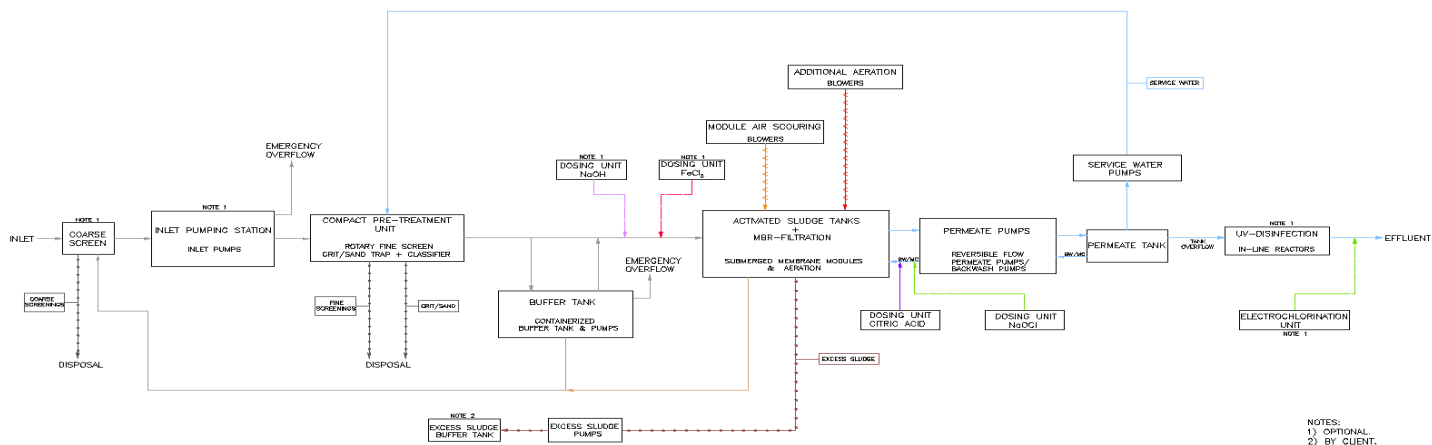 SERVICE WATER
ADDITIONAL AERATION
BLOWERS
MODULE AIR SCOURING
BLOWERS
EMERGENCY
OVERFLOW
NOTE 1
DOSING UNIT
NaOH
NOTE 1
DOSING UNIT
FeCl3
SERVICE WATER
PUMPS
NOTE 1
COARSE
SCREEN
INLET
NOTE 1
INLET PUMPING STATION
INLET PUMPS
COMPACT PRE-TREATMENT
UNIT
ROTARY FINE SCREEN
GRIT/SAND TRAP + CLASSIFIER
ACTIVATED SLUDGE TANKS
+
MBR-FILTRATION
SUBMERGED MEMBRANE MODULES
& AERATION
PERMEATE PUMPS
REVERSIBLE FLOW
PERMEATE PUMPS/
BACKWASH PUMPS
BW/MC
BW/MC
PERMEATE TANK
TANK
OVERFLOW
NOTE 1
UV-DISINFECTION
IN-LINE REACTORS
EFFLUENT
EMERGENCY
OVERFLOW
COARSE
SCREENINGS
FINE
SCREENINGS
GRIT/SAND
BUFFER TANK
CONTAINERIZED
BUFFER TANK & PUMPS
DOSING UNIT
CITRIC ACID
DOSING UNIT
NaOCl
ELECTROCHLORINATION
UNIT
NOTE 1
DISPOSAL
DISPOSAL
EXCESS SLUDGE
NOTE 2
EXCESS SLUDGE
BUFFER TANK
EXCESS SLUDGE
PUMPS
NOTES:
1) OPTIONAL.
2) BY CLIENT.